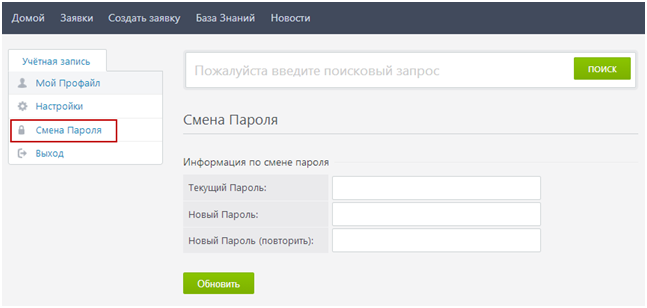 Домой Заявки Создать заявку База Знаний Новости
Учётная запись
Мой Профайл
Настройки
Смена Пароля
Выход
Пожалуйста введите поисковый запрос
ПОИСК
Смена Пароля
Информация по смене пароля
Текущий Пароль:
Новый Пароль:
Новый Пароль (повторить):
Обновить